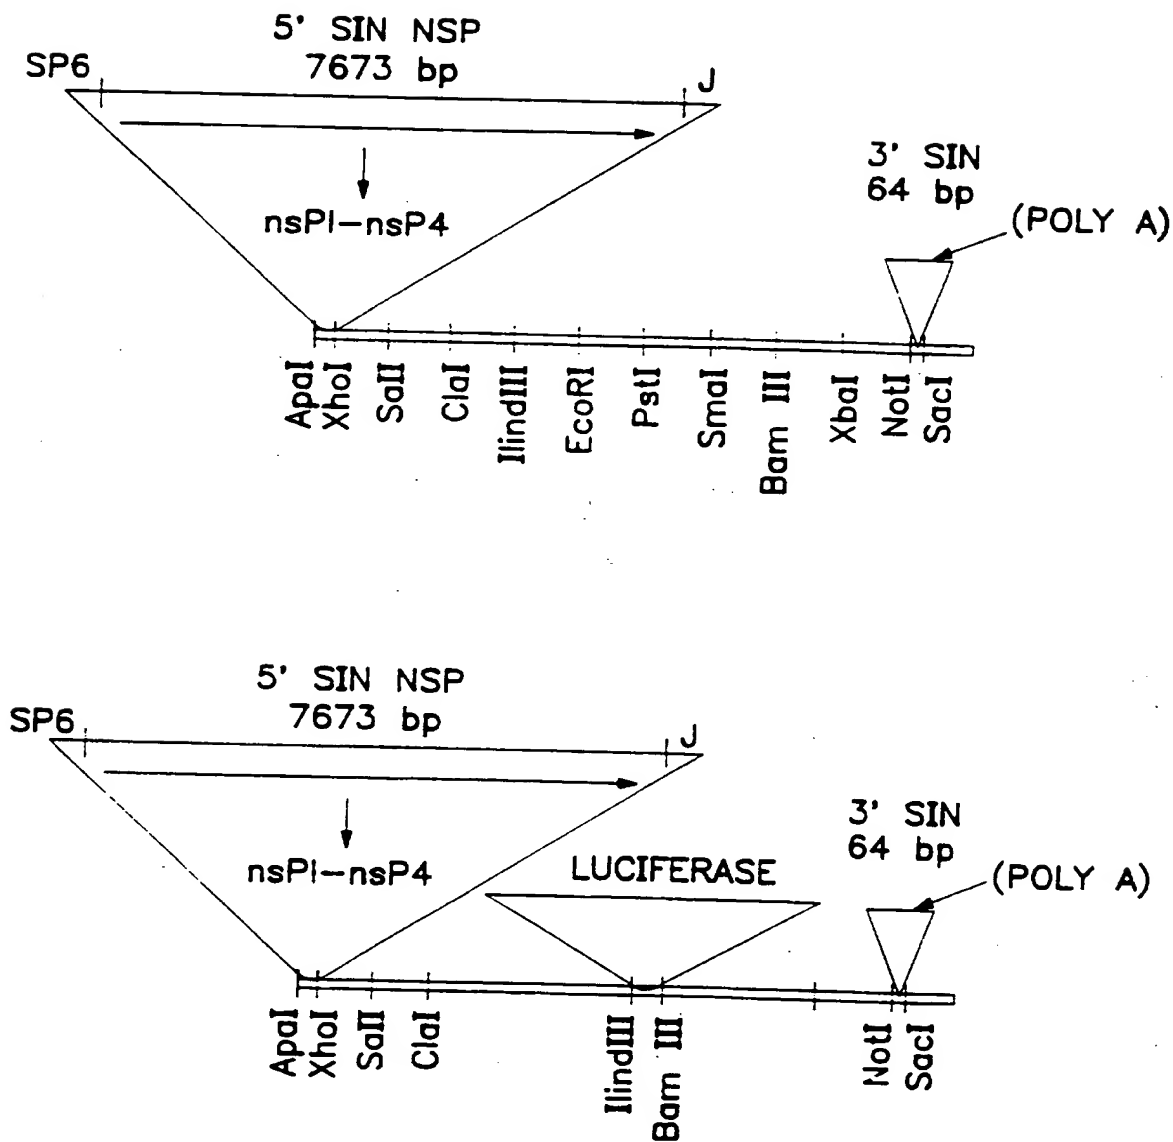 5' SIN NSP
7673 bp
SP6
J
nsPI-nsP4
3' SIN
64 bp
(POLY A)
ApaI
XhoI
SalI
ClaI
IlindIII
EcoRI
PstI
SmaI
Bam III
XbaI
NotI
SacI
5' SIN NSP
7673 bp
SP6
J
nsPI-nsP4
LUCIFERASE
3' SIN
64 bp
(POLY A)
ApaI
XhoI
SalI
ClaI
IlindIII
Bam III
NotI
SacI